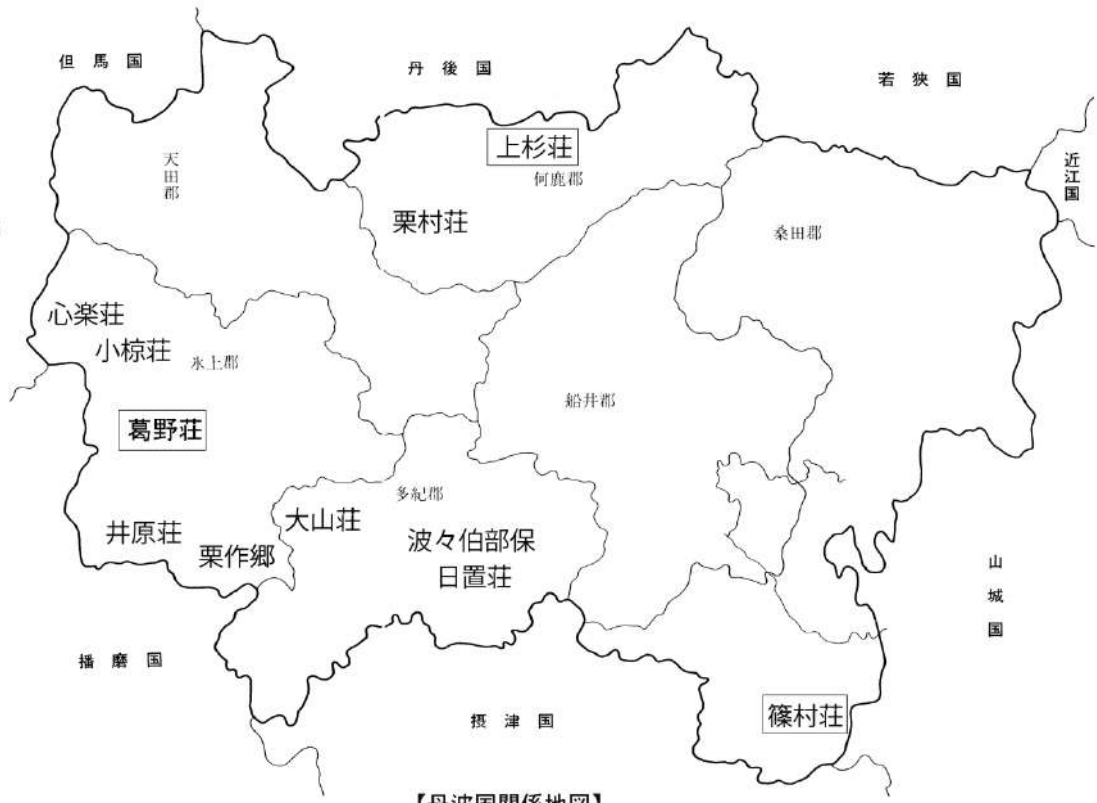 但馬国
丹後国
若狭国
近江国
上杉荘
何鹿郡
天田郡
栗村荘
桑田郡
心楽荘
小椋荘
氷上郡
船井郡
葛野荘
多紀郡
大山荘
井原荘
栗作郷
波々伯部保
日置荘
山城国
播磨国
摂津国
篠村荘
【丹波国関係地図】